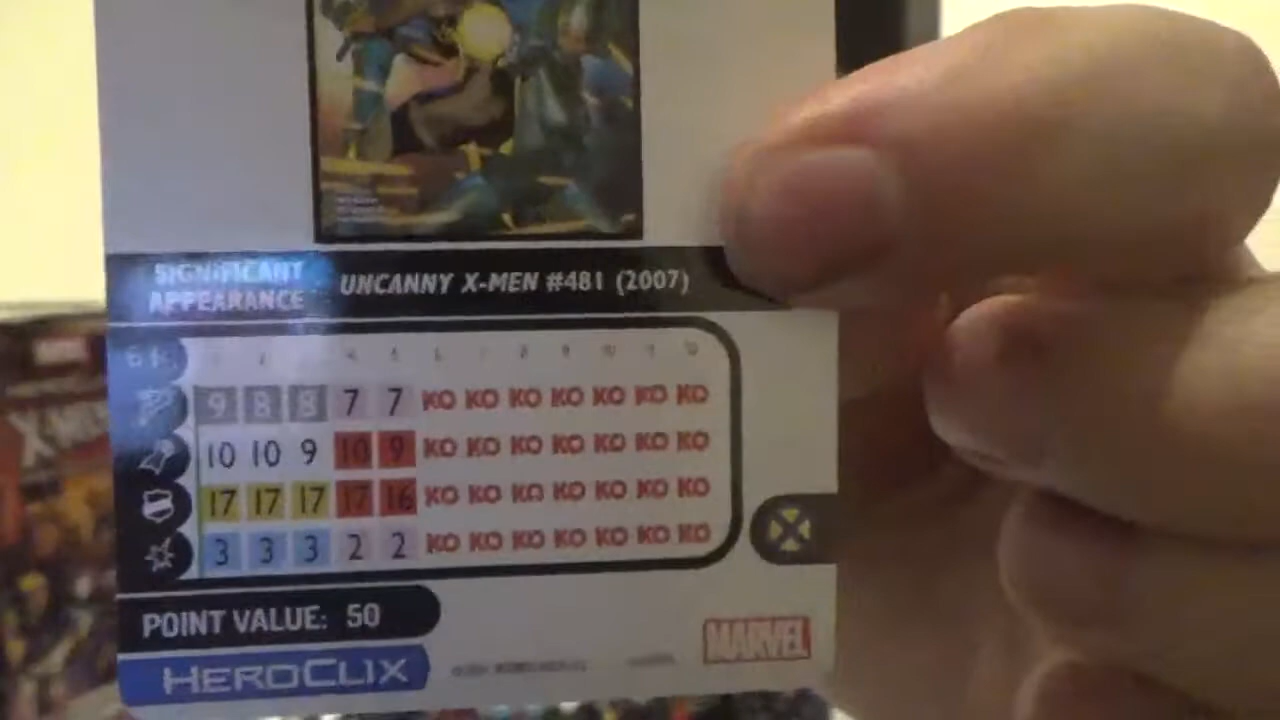 SIGNIFICANT
APPEARANCE
UNCANNY X-MEN #481 (2007)
9 8 8 7 7 KO KO KO KO KO KO KO
10 10 9 10 9 KO KO KO KO KO KO KO
17 17 17 17 16 KO KO KO KO KO KO KO
3 3 3 2 2 KO KO KO KO KO KO KO
POINT VALUE: 50
HEROCLIX
MARVEL